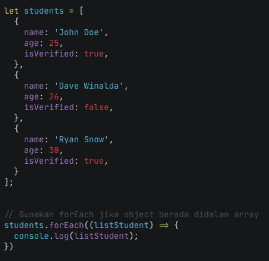 let students = [
  {
    name: 'John Doe',
    age: 25,
    isVerified: true,
  },
  {
    name: 'Dave Winalda',
    age: 26,
    isVerified: false,
  },
  {
    name: 'Ryan Snow',
    age: 30,
    isVerified: true,
  }
];
// Gunakan forEach jika object berada didalam array
students.forEach((listStudent) => {
  console.log(listStudent);
})